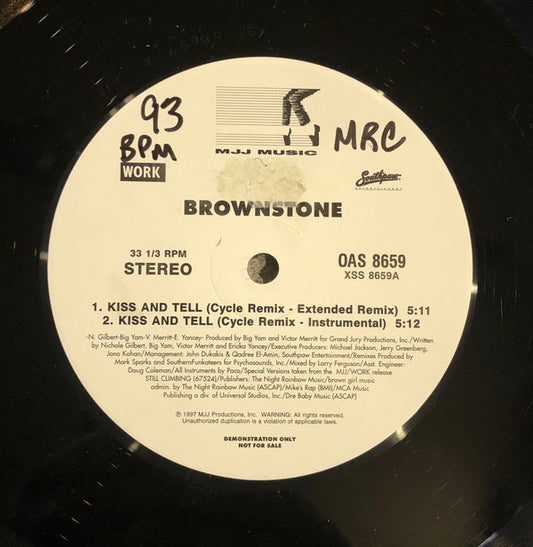 93
BPM
MRC
MJJ MUSIC
WORK
Southpaw
ENTERTAINMENT
BROWNSTONE
33 1/3 RPM
STEREO
OAS 8659
XSS 8659A
1. KISS AND TELL (Cycle Remix - Extended Remix) 5:11
2. KISS AND TELL (Cycle Remix - Instrumental) 5:12
-N. Gilbert-Big Yam-V. Merritt-E. Yancey- Produced by Big Yam and Victor Merritt for Grand Jury Productions, Inc./Written
by Nichole Gilbert, Big Yam, Victor Merritt and Ericka Yancey/Executive Producers: Michael Jackson, Jerry Greenberg,
Jono Kohan/Management: John Dukakis & Qadree El-Amin, Southpaw Entertainment/Remixes Produced by
Mark Sparks and SouthernFunkateers for Psychosounds, Inc./Mixed by Larry Ferguson/Asst. Engineer:
Doug Coleman/All Instruments by Paco/Special Versions taken from the MJJ/WORK release
STILL CLIMBING (67524)/Publishers: The Night Rainbow Music/brown girl music
admin. by The Night Rainbow Music (ASCAP)/Mike's Rap (BMI)/MCA Music
Publishing a div. of Universal Studios, Inc./Dre Baby Music (ASCAP)
℗ 1997 MJJ Productions, Inc. WARNING: All rights reserved.
Unauthorized duplication is a violation of applicable laws.
DEMONSTRATION ONLY
NOT FOR SALE